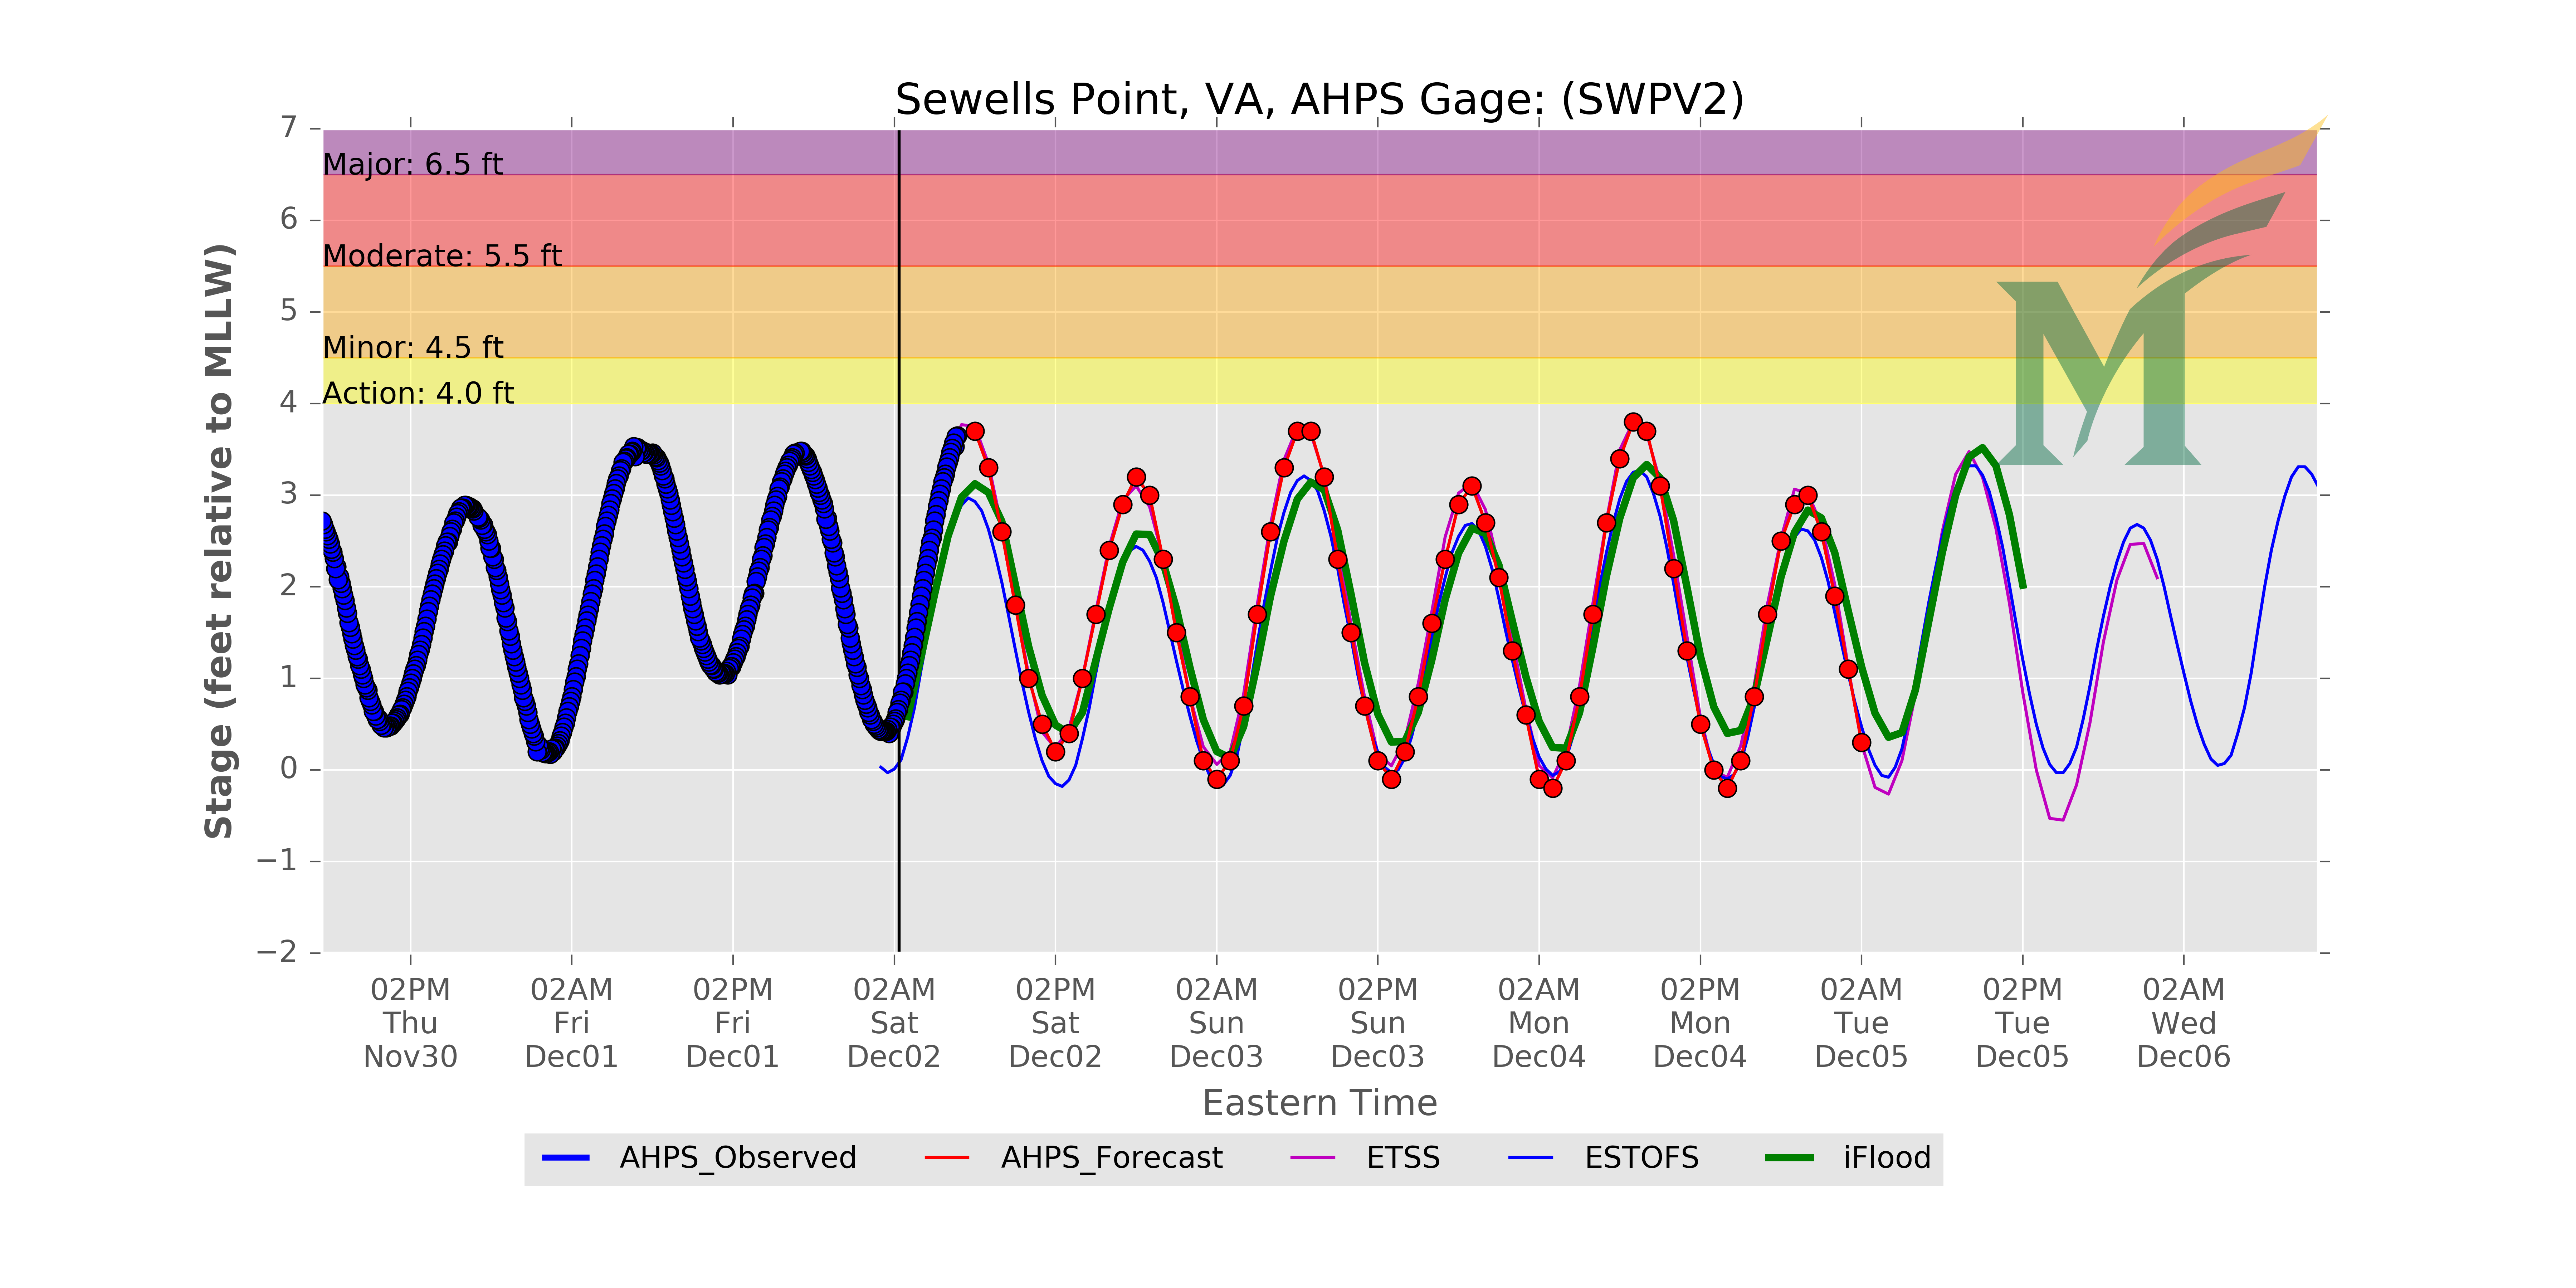 Sewells Point, VA, AHPS Gage: (SWPV2)
7
Major: 6.5 ft
6
Moderate: 5.5 ft
5
Minor: 4.5 ft
Action: 4.0 ft
4
3
2
1
0
−1
−2
Stage (feet relative to MLLW)
M
02PM 02AM 02PM 02AM 02PM 02AM 02PM 02AM 02PM 02AM 02PM 02AM
Thu Fri Fri Sat Sat Sun Sun Mon Mon Tue Tue Wed
Nov30 Dec01 Dec01 Dec02 Dec02 Dec03 Dec03 Dec04 Dec04 Dec05 Dec05 Dec06
Eastern Time
AHPS_Observed AHPS_Forecast ETSS ESTOFS iFlood